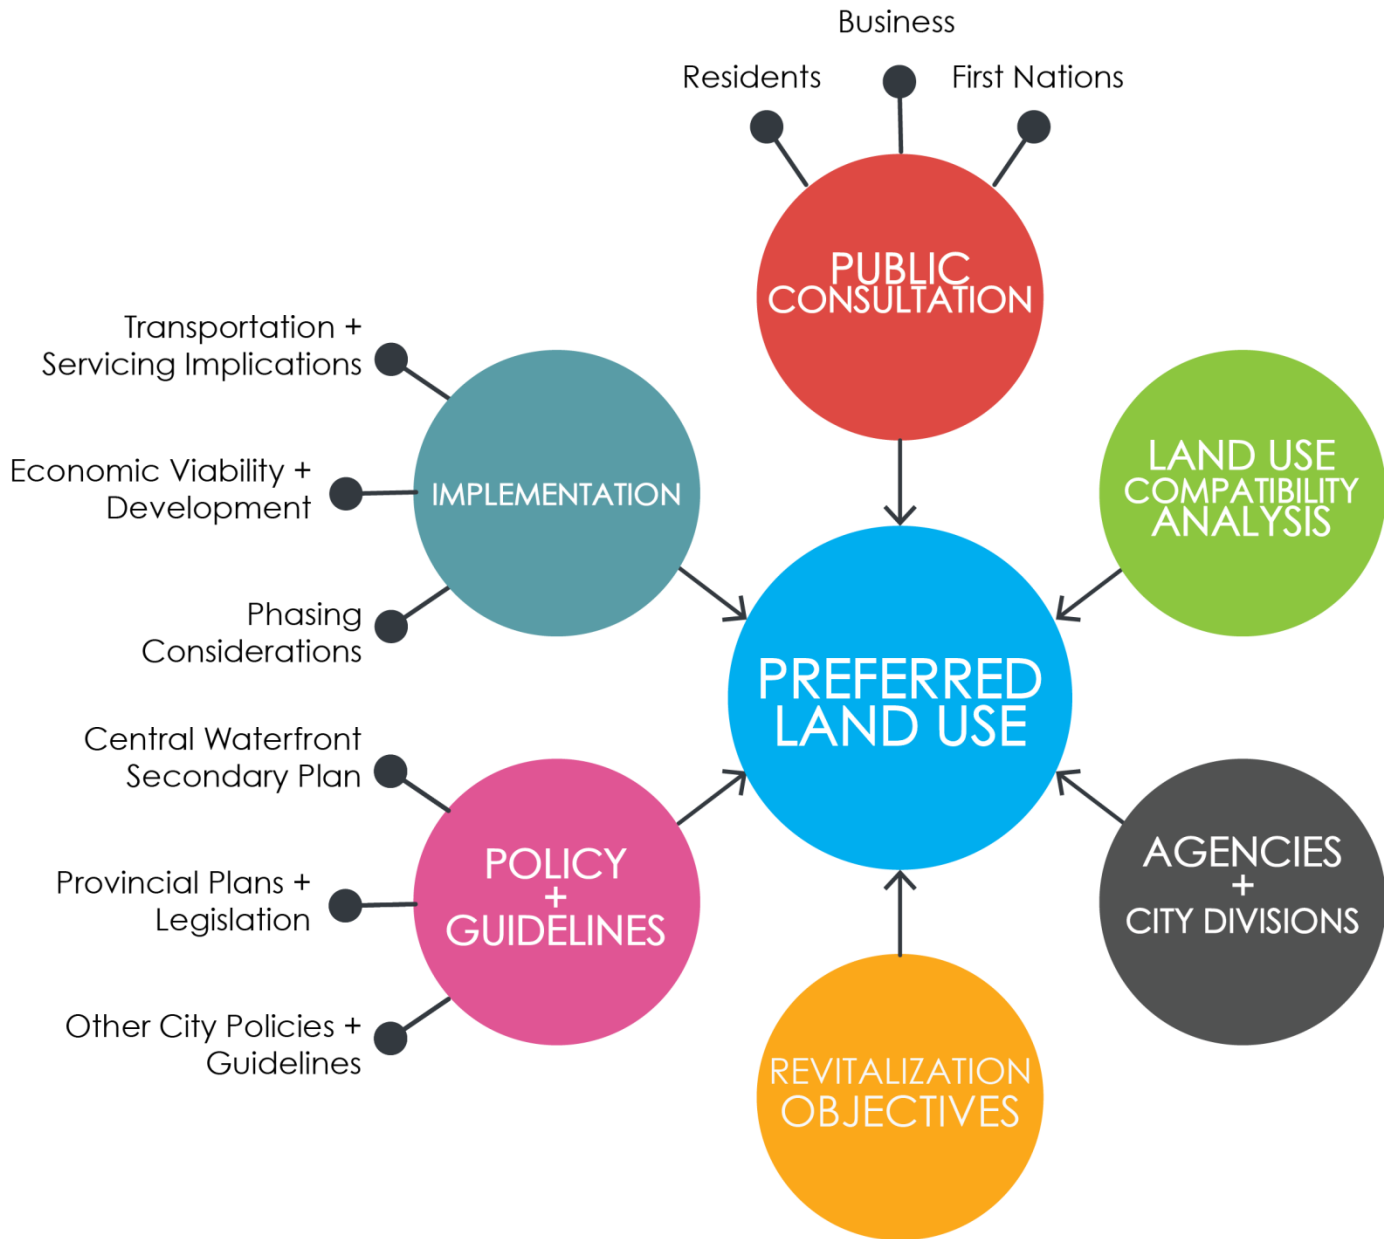 Business
Residents
First Nations
PUBLIC
CONSULTATION
Transportation +
Servicing Implications
Economic Viability +
Development
IMPLEMENTATION
Phasing
Considerations
LAND USE
COMPATIBILITY
ANALYSIS
PREFERRED
LAND USE
Central Waterfront
Secondary Plan
Provincial Plans +
Legislation
Other City Policies +
Guidelines
POLICY
+
GUIDELINES
AGENCIES
+
CITY DIVISIONS
REVITALIZATION
OBJECTIVES